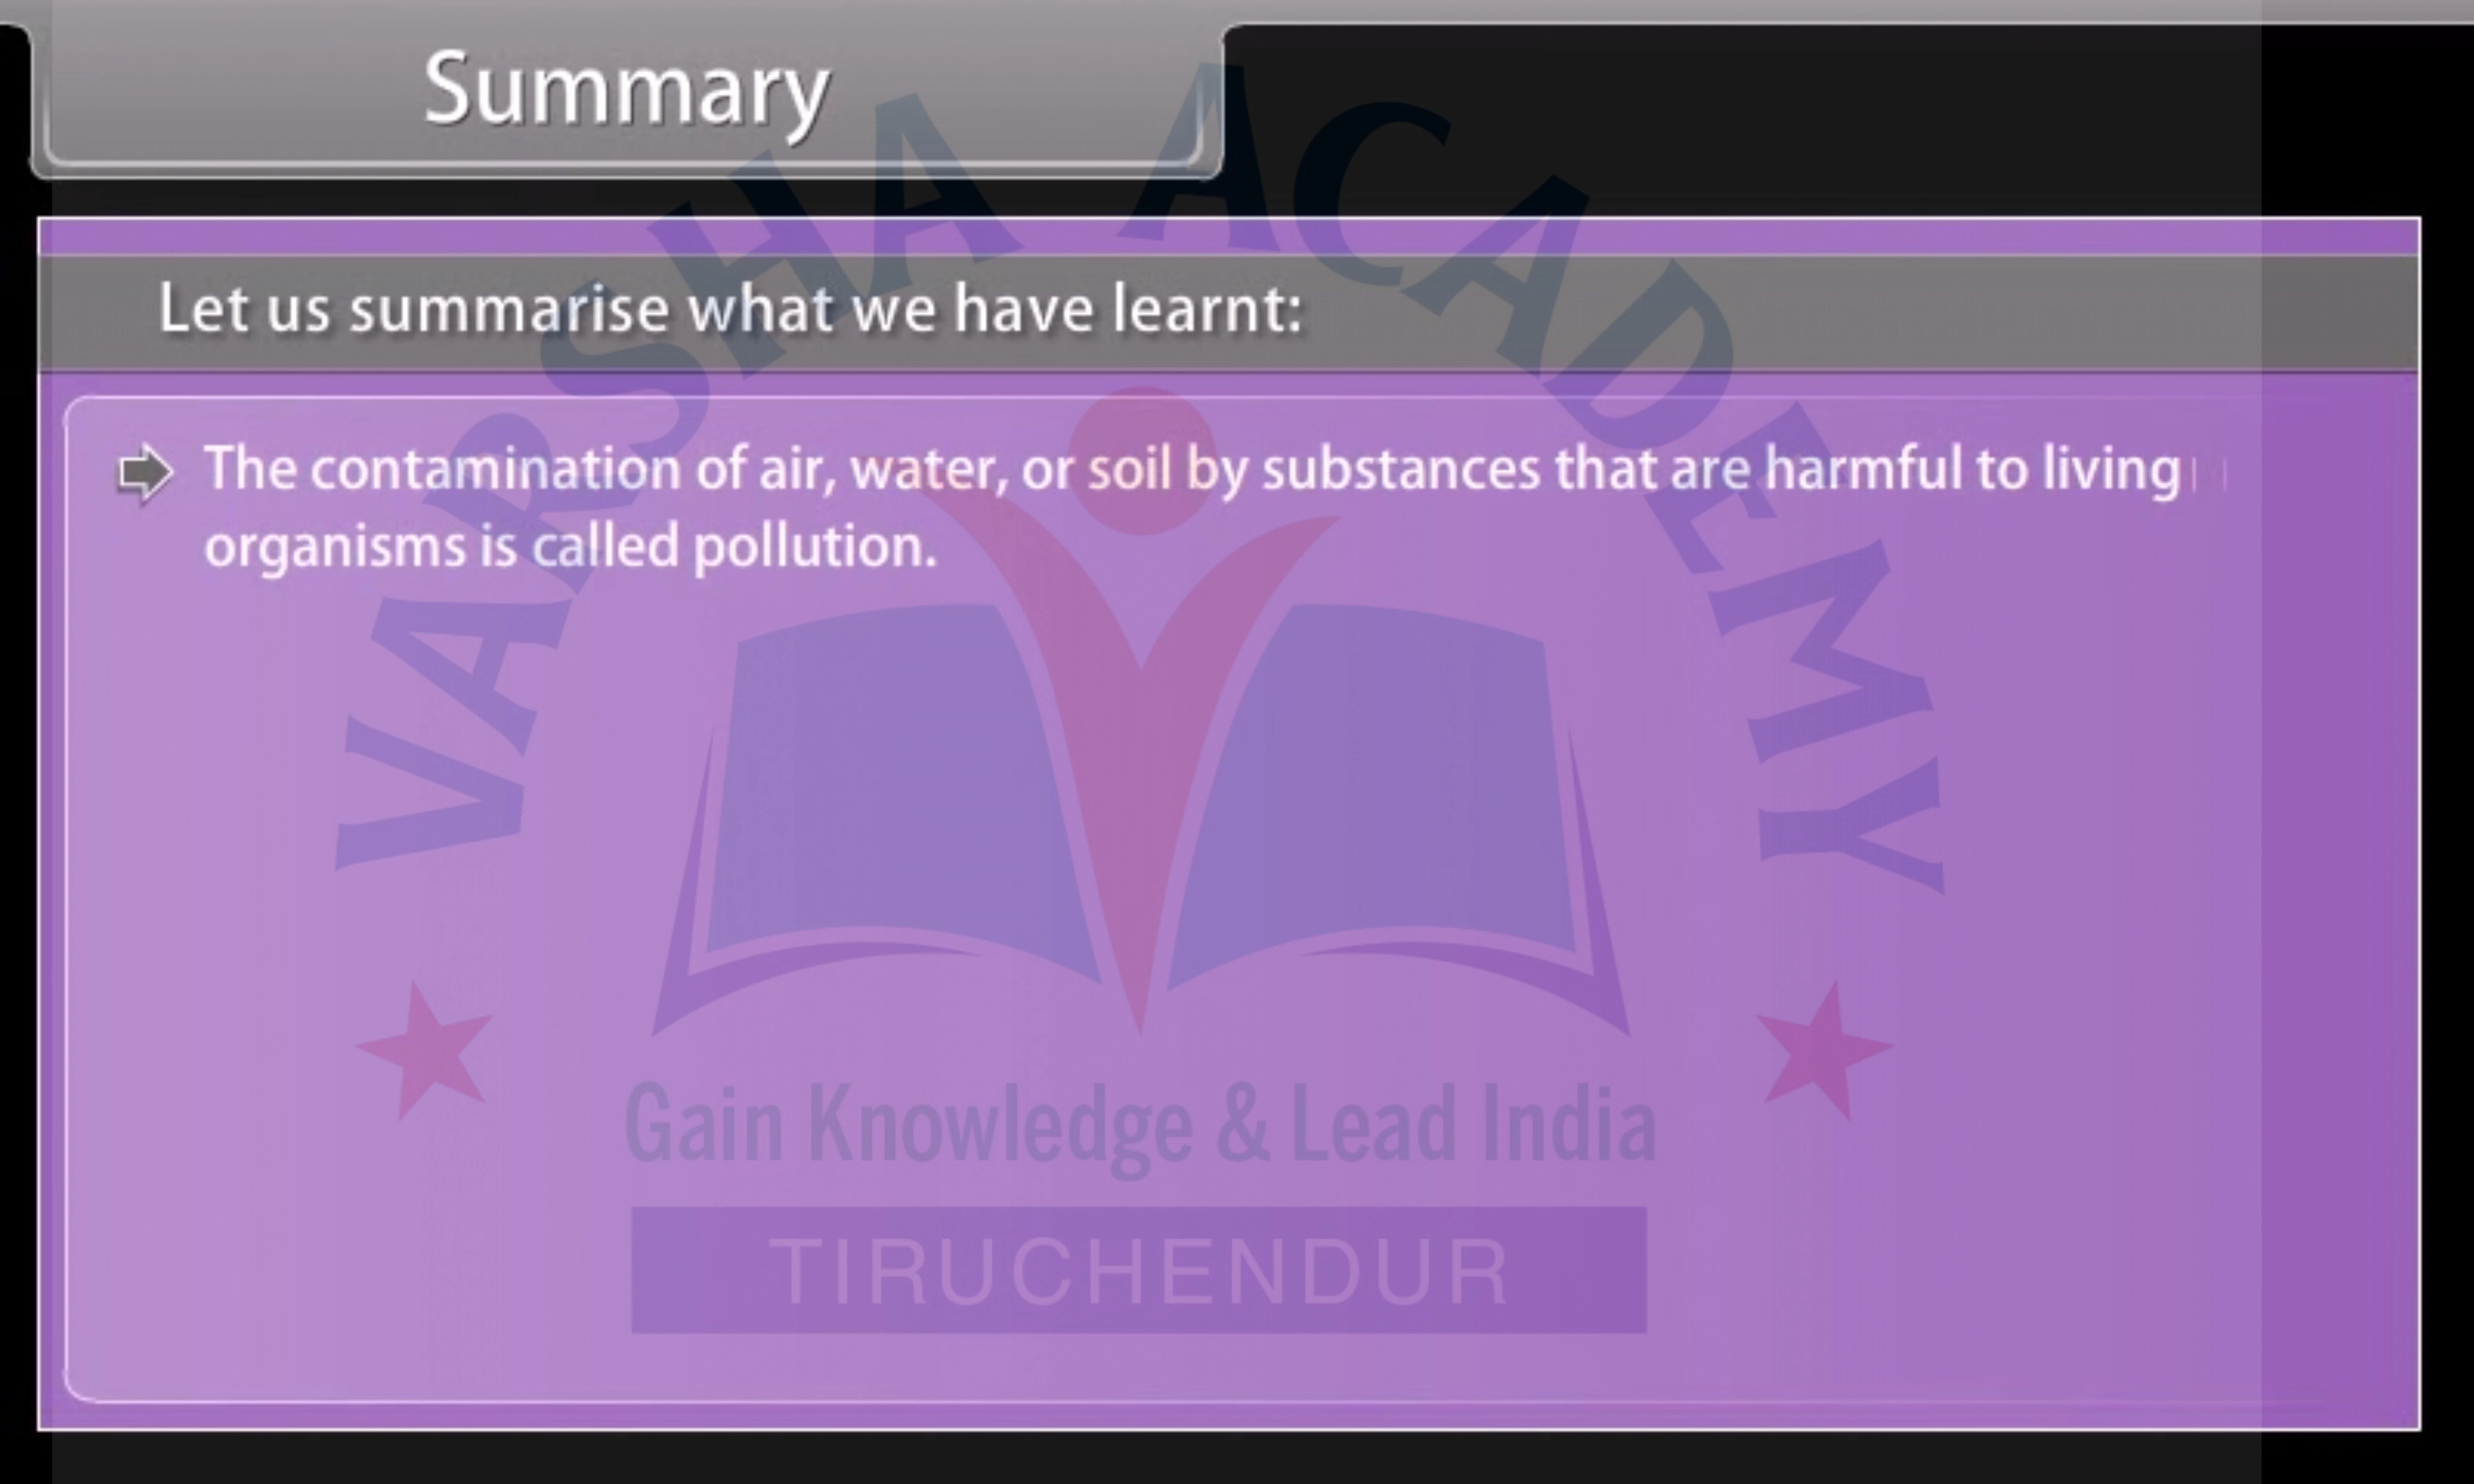 Summary
VARSHA ACADEMY
Let us summarise what we have learnt:
The contamination of air, water, or soil by substances that are harmful to living
organisms is called pollution.
Gain Knowledge & Lead India
TIRUCHENDUR